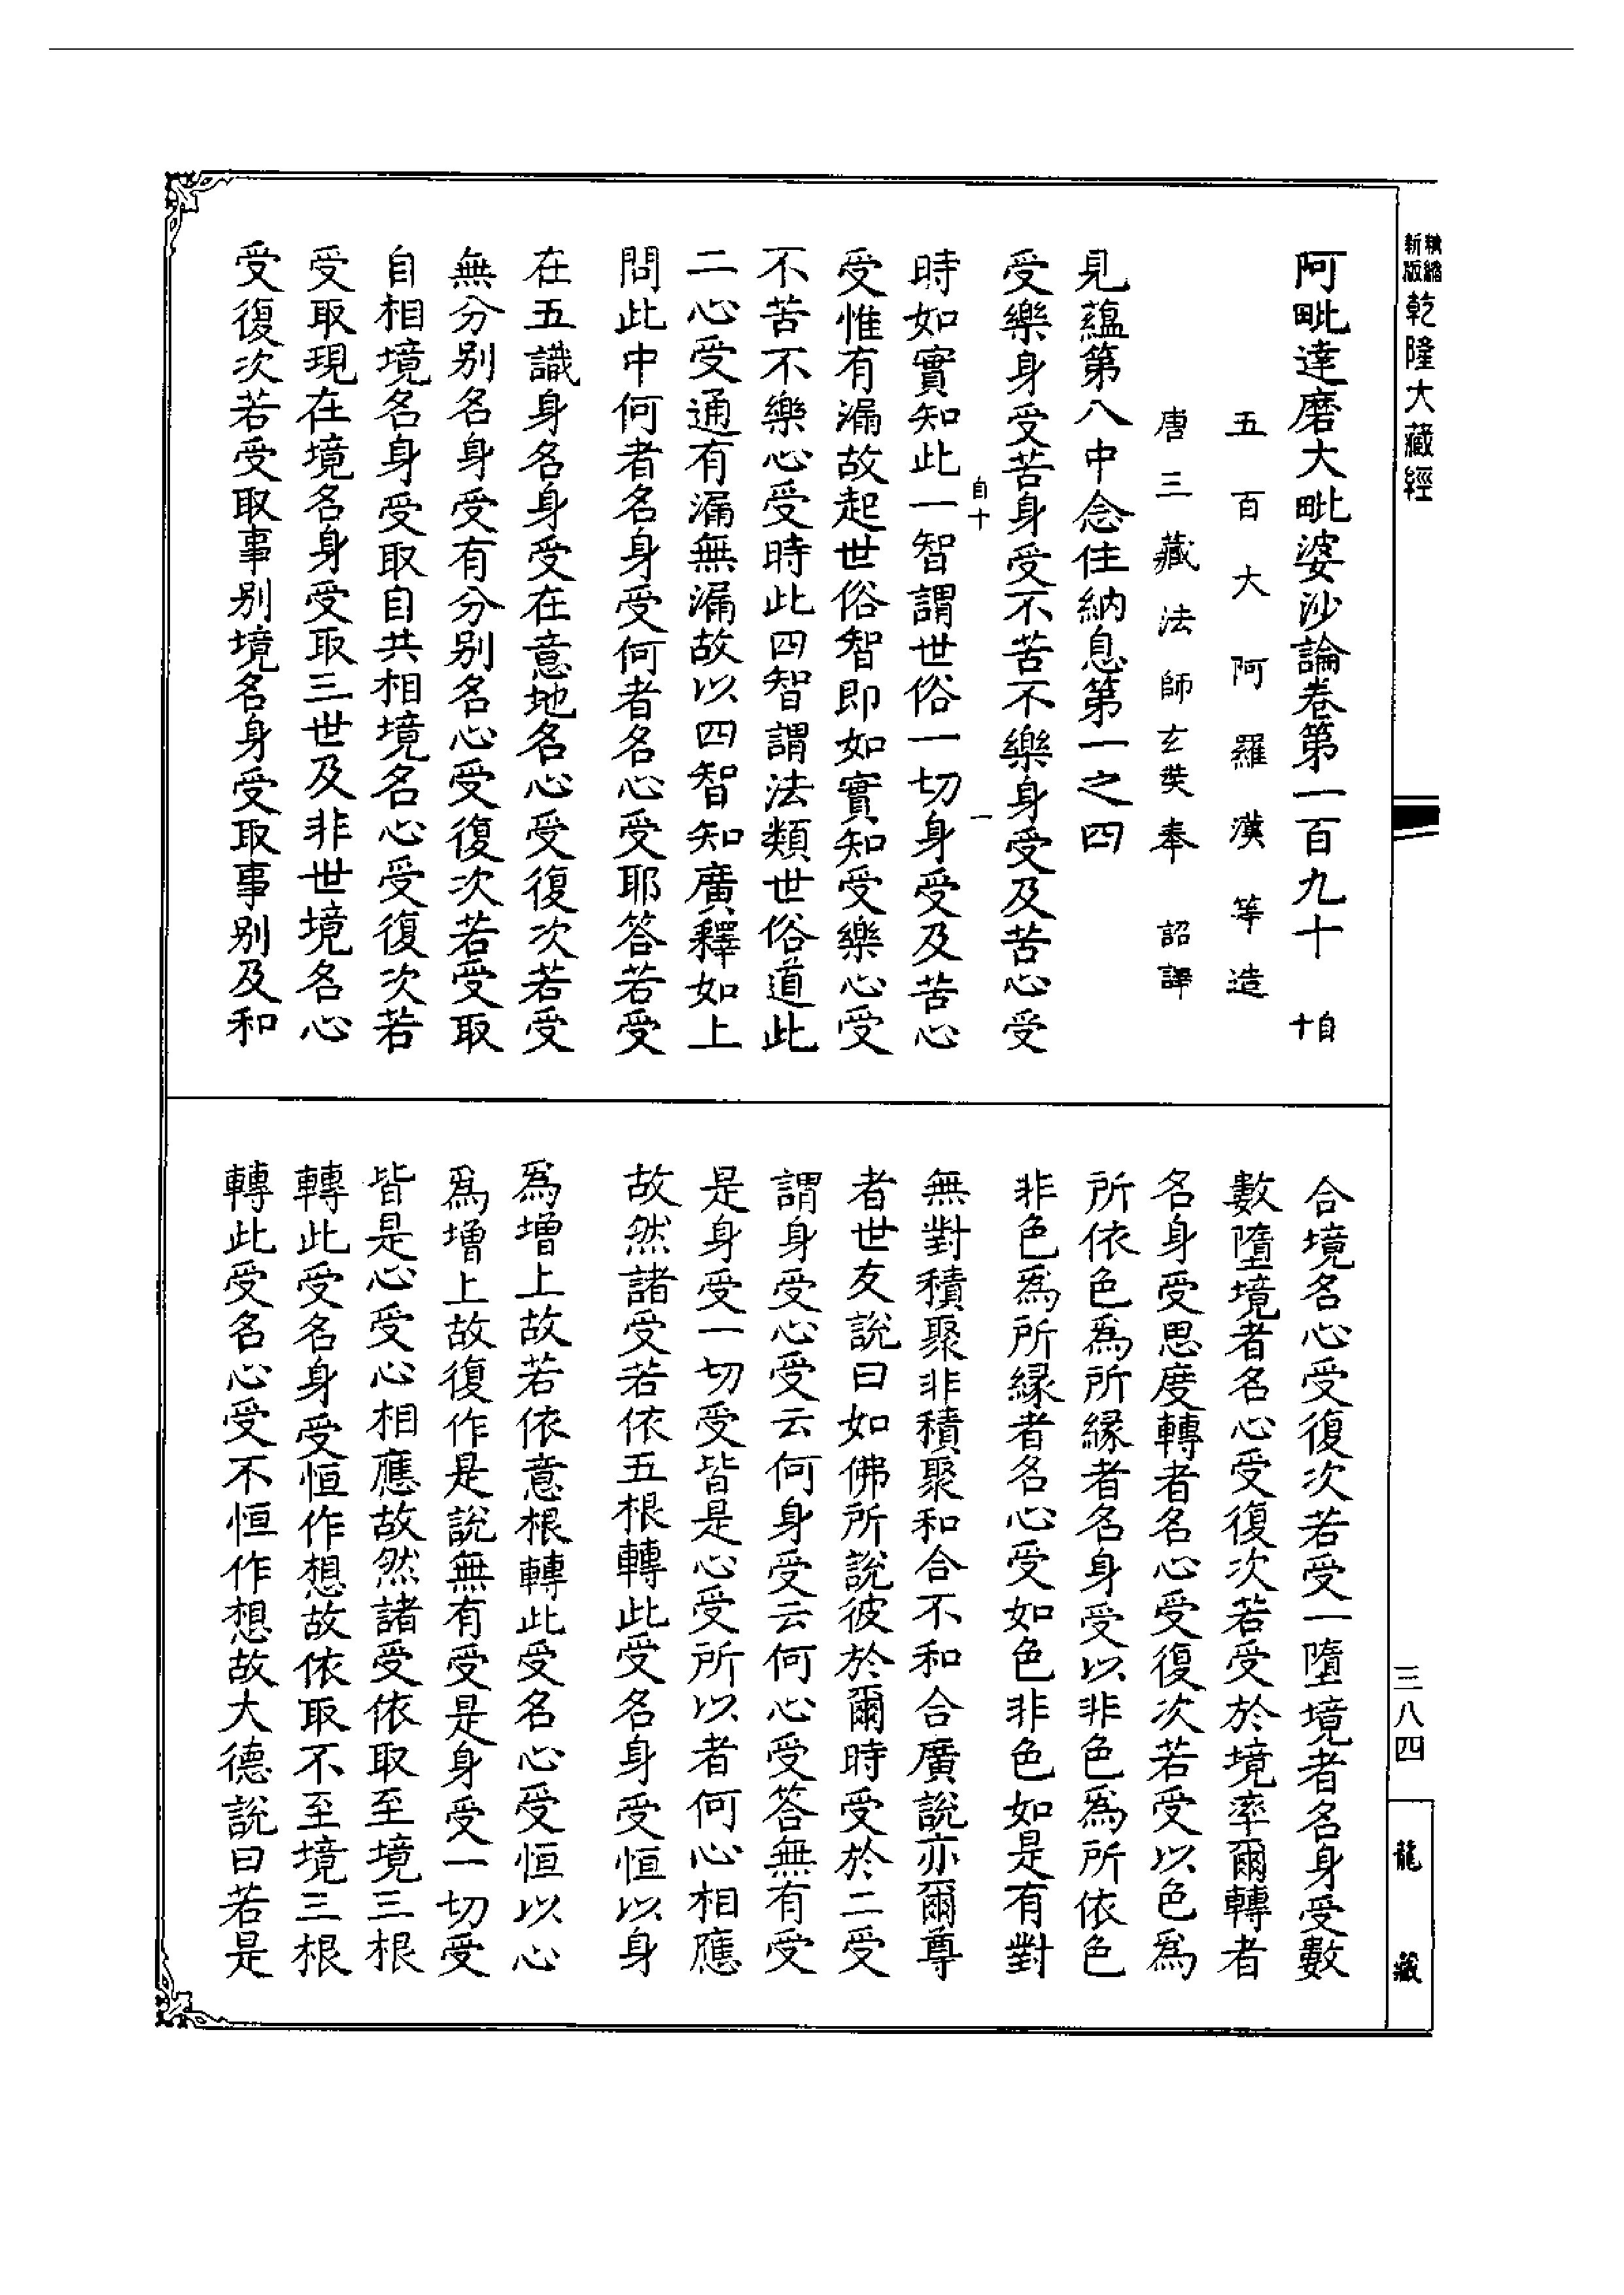 精縮新版乾隆大藏經
阿毗達磨大毗婆沙論卷第一百九十 自十
五百大阿羅漢等造
唐三藏法師玄奘奉 詔譯
見蘊第八中念住納息第一之四
受樂身受苦身受不苦不樂身受及苦心受
自十 一
時如實知此一智謂世俗一切身受及苦心
受惟有漏故起世俗智即如實知受樂心受
不苦不樂心受時此四智謂法類世俗道此
二心受通有漏無漏故以四智知廣釋如上
問此中何者名身受何者名心受耶答若受
在五識身名身受在意地名心受復次若受
無分別名身受有分別名心受復次若受取
自相境名身受取自共相境名心受復次若
受取現在境名身受取三世及非世境名心
受復次若受取事別境名身受取事別及和
合境名心受復次若受一墮境者名身受數
數墮境者名心受復次若受於境率爾轉者
名身受思度轉者名心受復次若受以色爲
所依色爲所緣者名身受以非色爲所依色
非色爲所緣者名心受如色非色如是有對
無對積聚非積聚和合不和合廣說亦爾尊
者世友說曰如佛所說彼於爾時受於二受
謂身受心受云何身受云何心受答無有受
是身受一切受皆是心受所以者何心相應
故然諸受若依五根轉此受名身受恒以身
爲增上故若依意根轉此受名心受恒以心
爲增上故復作是說無有受是身受一切受
皆是心受心相應故然諸受依取至境三根
轉此受名身受恒作想故依取不至境三根
轉此受名心受不恒作想故大德說曰若是
三八四
龍藏